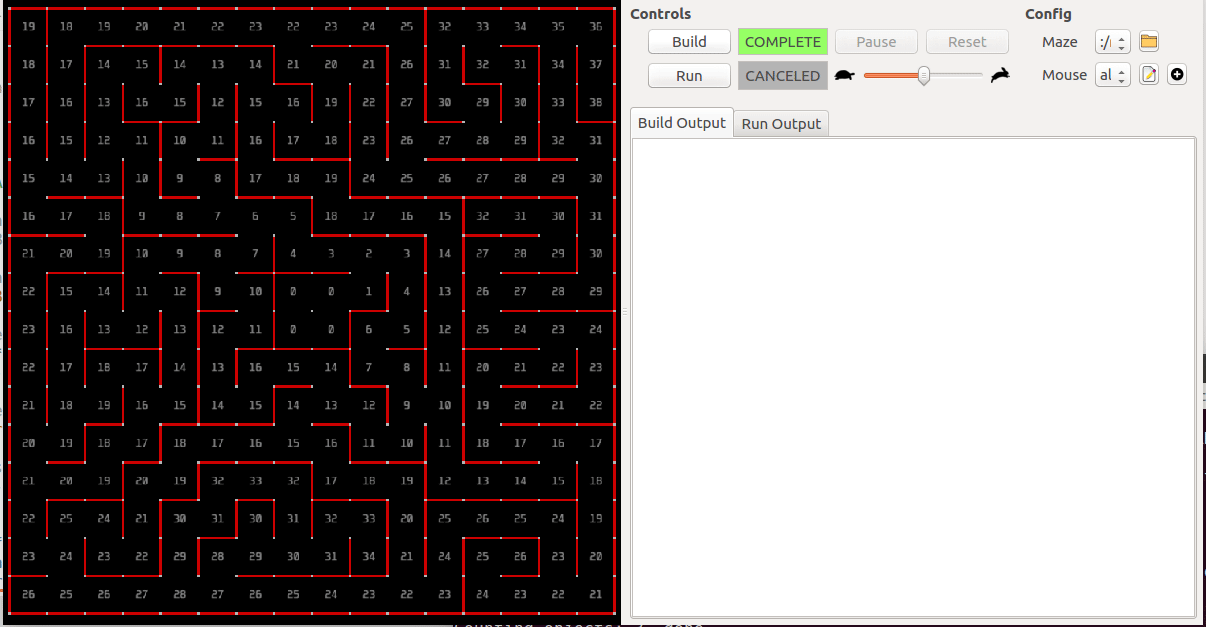 Controls
Config
Build COMPLETE Pause Reset Maze :/i
Run CANCELED Mouse al
Build Output Run Output
19 18 19 20 21 22 23 22 23 24 25 32 33 34 35 36
18 17 14 15 14 13 14 21 20 21 26 31 32 31 34 37
17 16 13 16 15 12 15 16 19 22 27 30 29 30 33 38
16 15 12 11 10 11 16 17 18 23 26 27 28 29 32 31
15 14 13 10 9 8 17 18 19 24 25 26 27 28 29 30
16 17 18 9 8 7 6 5 18 17 16 15 32 31 30 31
21 20 19 10 9 8 7 4 3 2 3 14 27 28 29 30
22 15 14 11 12 9 10 0 0 1 4 13 26 27 28 29
23 16 13 12 13 12 11 0 0 6 5 12 25 24 23 24
22 17 18 17 14 13 16 15 14 7 8 11 20 21 22 23
21 18 19 16 15 14 15 14 13 12 9 10 19 20 21 22
20 19 18 17 18 17 16 15 16 11 10 11 18 17 16 17
21 20 19 20 19 32 33 32 17 18 19 12 13 14 15 18
22 25 24 21 30 31 30 31 32 33 20 25 26 25 24 19
23 24 23 22 29 28 29 30 31 34 21 24 25 26 23 20
26 25 26 27 28 27 26 25 24 23 22 23 24 23 22 21